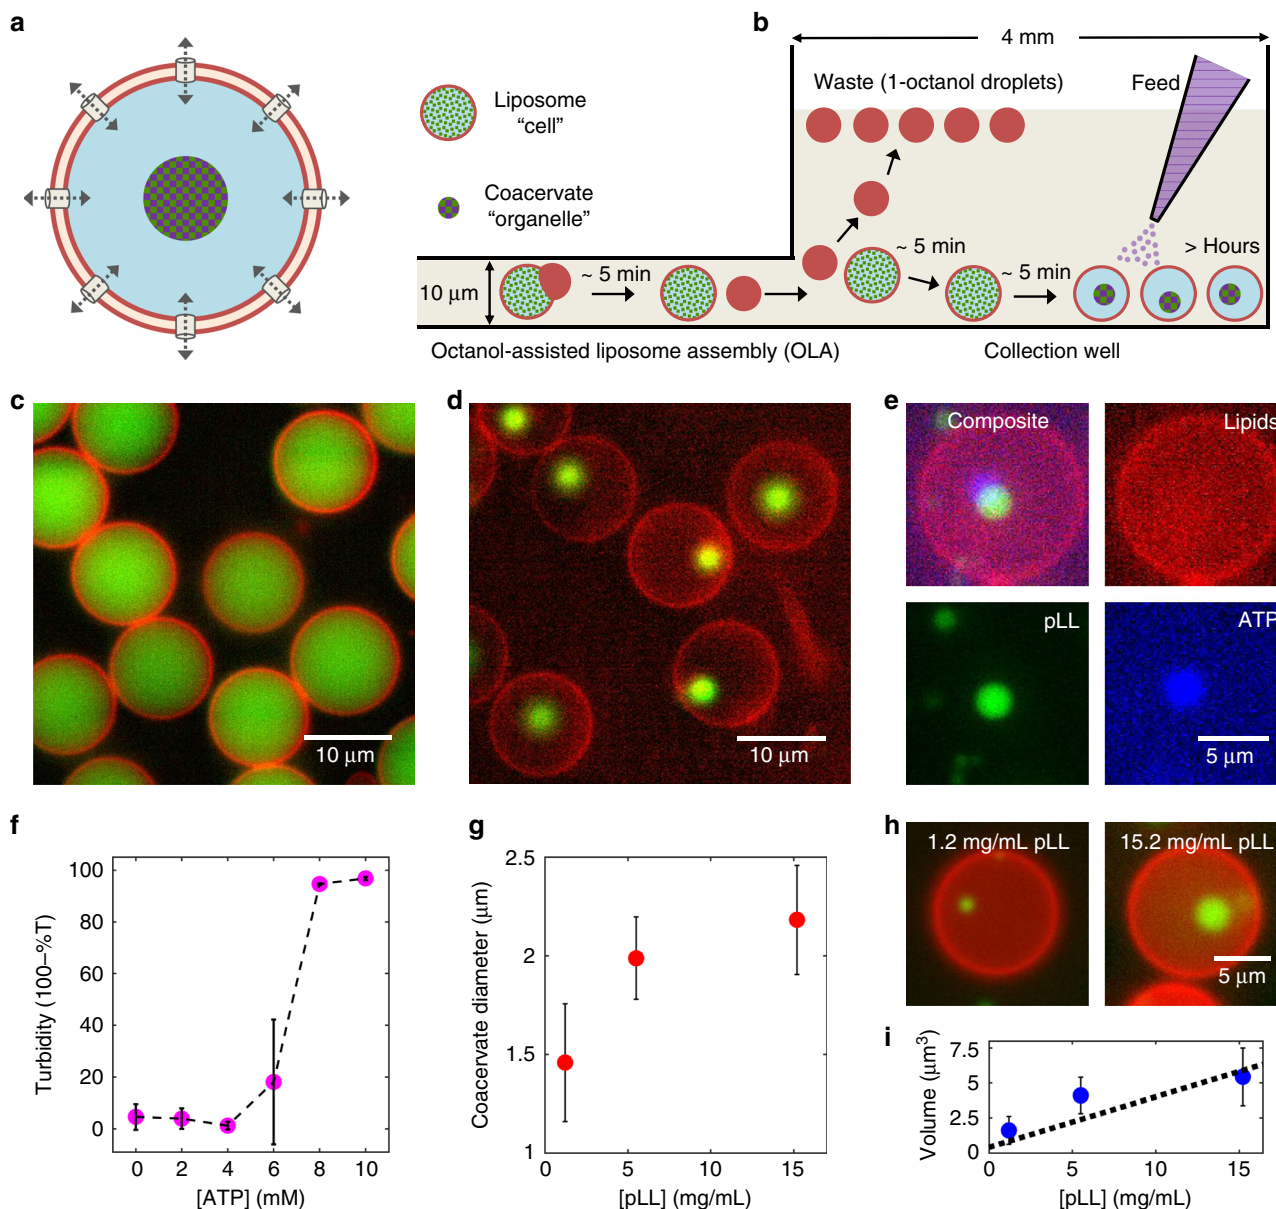 a
Liposome
“cell”
Coacervate
“organelle”
b
4 mm
Waste (1-octanol droplets)
Feed
~ 5 min
10 μm
~ 5 min
~ 5 min
> Hours
Octanol-assisted liposome assembly (OLA)
Collection well
c
10 μm
d
10 μm
e
Composite
Lipids
pLL
ATP
5 μm
f
100
80
60
40
20
0
Turbidity (100–%T)
0 2 4 6 8 10
[ATP] (mM)
g
2.5
2
1.5
1
Coacervate diameter (μm)
0 5 10 15
[pLL] (mg/mL)
h
1.2 mg/mL pLL
15.2 mg/mL pLL
5 μm
i
7.5
5
2.5
0
Volume (μm³)
0 5 10 15
[pLL] (mg/mL)